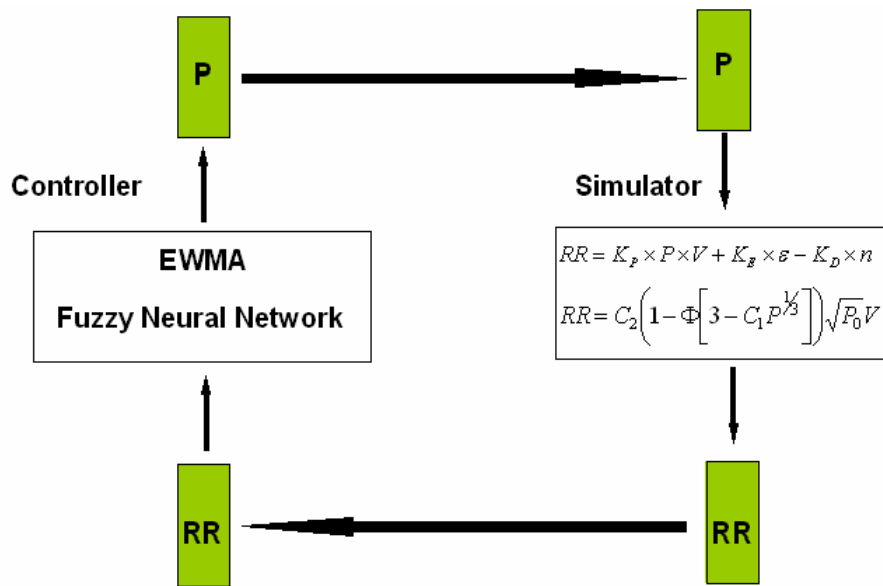 P
P
Controller
Simulator
EWMA
Fuzzy Neural Network
RR = K_P × P × V + K_E × ε − K_D × n
RR = C_2(1 − Φ[3 − C_1 P^{1/3}])√P_0 V
RR
RR